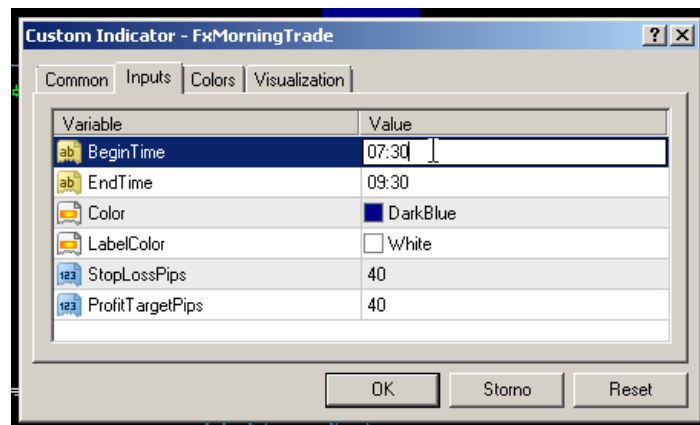 Custom Indicator - FxMorningTrade
Common Inputs Colors Visualization
Variable Value
ab BeginTime 07:30
ab EndTime 09:30
Color DarkBlue
LabelColor White
123 StopLossPips 40
123 ProfitTargetPips 40
OK Storno Reset